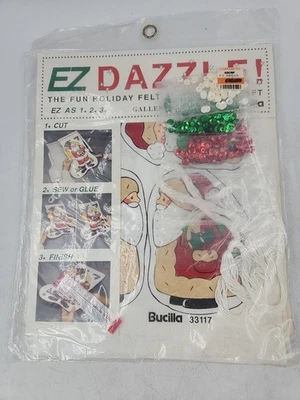 EZ DAZZLE!
THE FUN HOLIDAY FELT
EZ AS 1, 2, 3.
GALLE
1. CUT
2. SEW or GLUE
3. FINISH
Bucilla 33117